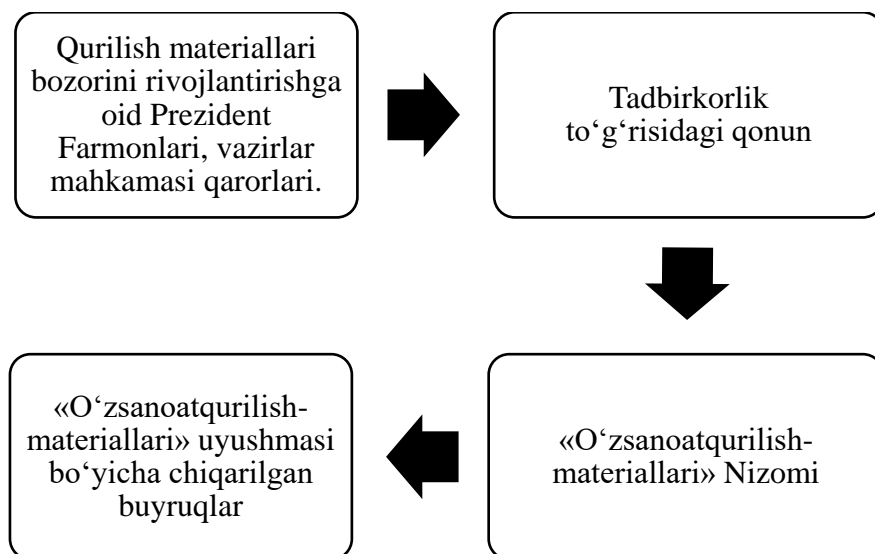 Qurilish materiallari
bozorini rivojlantirishga
oid Prezident
Farmonlari, vazirlar
mahkamasi qarorlari.
Tadbirkorlik
to‘g‘risidagi qonun
«O‘zsanoatqurilish-
materiallari» uyushmasi
bo‘yicha chiqarilgan
buyruqlar
«O‘zsanoatqurilish-
materiallari» Nizomi